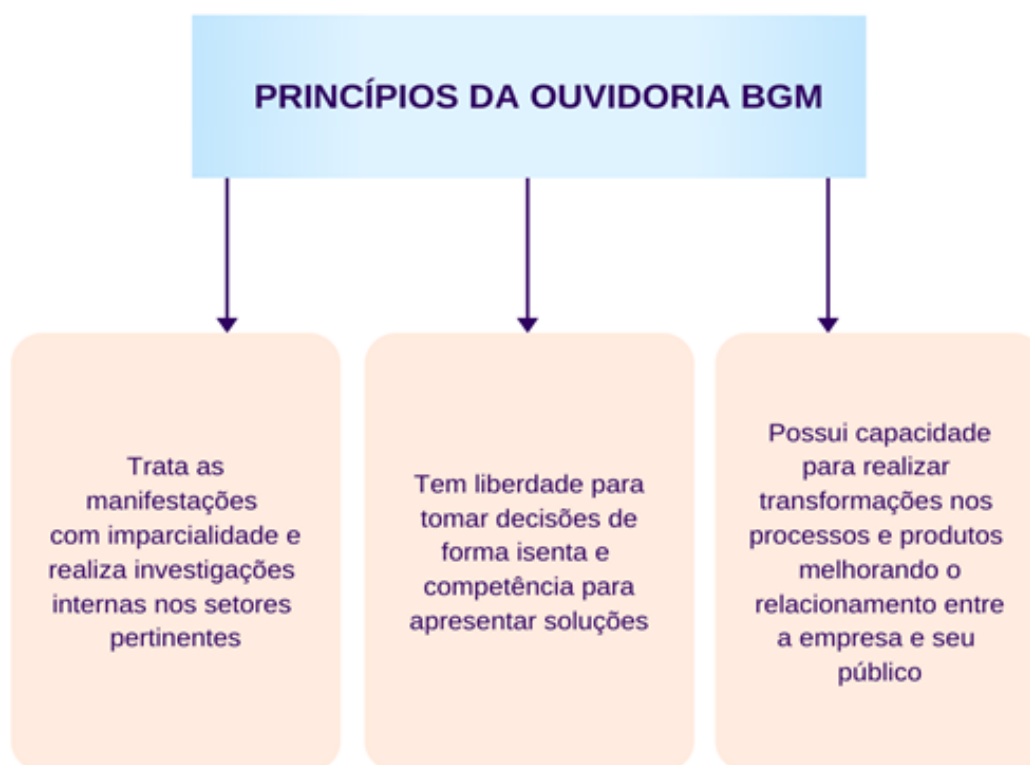 PRINCÍPIOS DA OUVIDORIA BGM
Trata as
manifestações
com imparcialidade e
realiza investigações
internas nos setores
pertinentes
Tem liberdade para
tomar decisões de
forma isenta e
competência para
apresentar soluções
Possui capacidade
para realizar
transformações nos
processos e produtos
melhorando o
relacionamento entre
a empresa e seu
público